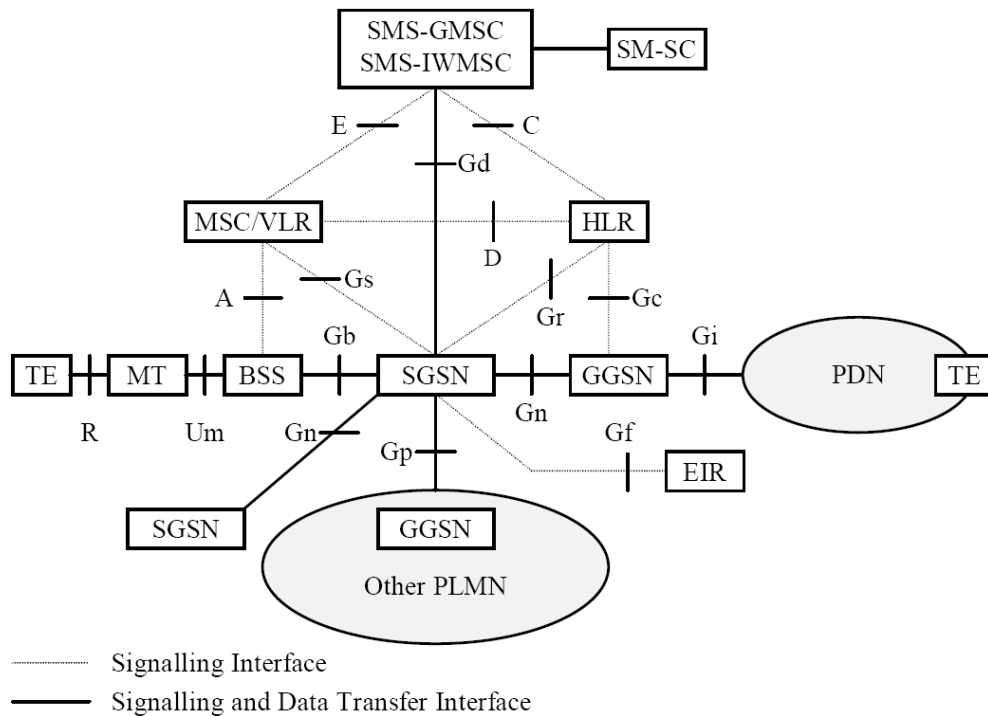 SMS-GMSC
SMS-IWMSC
SM-SC
E
C
Gd
MSC/VLR
HLR
D
Gs
A
Gr
Gc
Gb
Gi
TE
MT
BSS
SGSN
GGSN
PDN
TE
R
Um
Gn
Gn
Gp
Gf
EIR
SGSN
GGSN
Other PLMN
Signalling Interface
Signalling and Data Transfer Interface